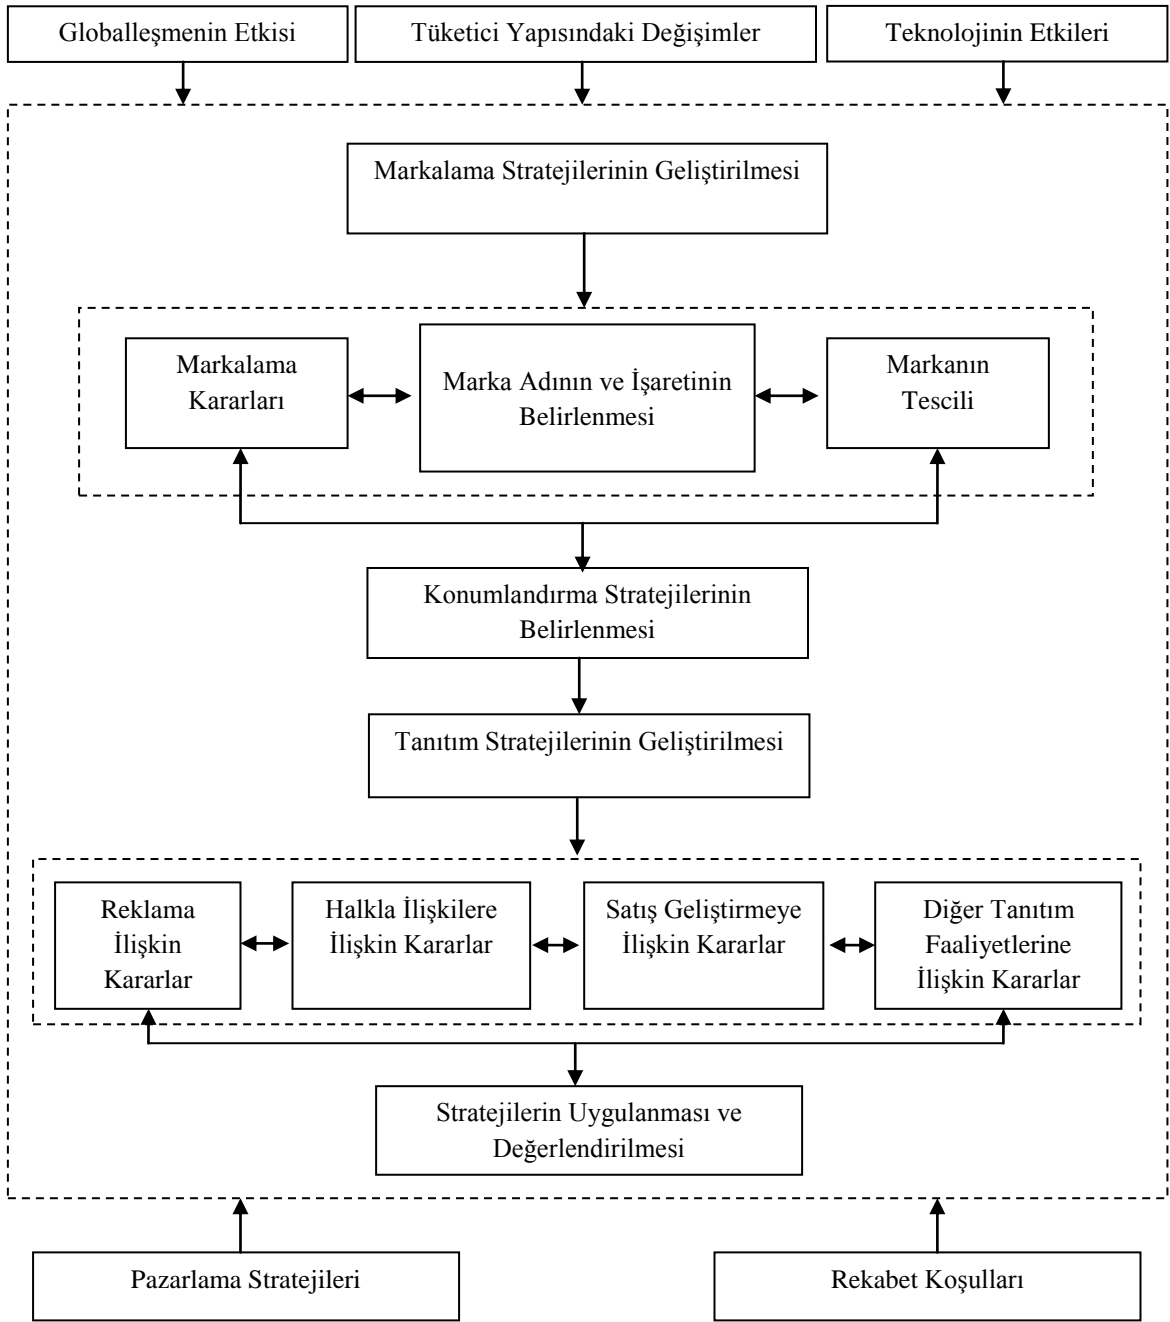 Globalleşmenin Etkisi
Tüketici Yapısındaki Değişimler
Teknolojinin Etkileri
Markalama Stratejilerinin Geliştirilmesi
Markalama
Kararları
Marka Adının ve İşaretinin
Belirlenmesi
Markanın
Tescili
Konumlandırma Stratejilerinin
Belirlenmesi
Tanıtım Stratejilerinin Geliştirilmesi
Reklama
İlişkin
Kararlar
Halkla İlişkilere
İlişkin Kararlar
Satış Geliştirmeye
İlişkin Kararlar
Diğer Tanıtım
Faaliyetlerine
İlişkin Kararlar
Stratejilerin Uygulanması ve
Değerlendirilmesi
Pazarlama Stratejileri
Rekabet Koşulları